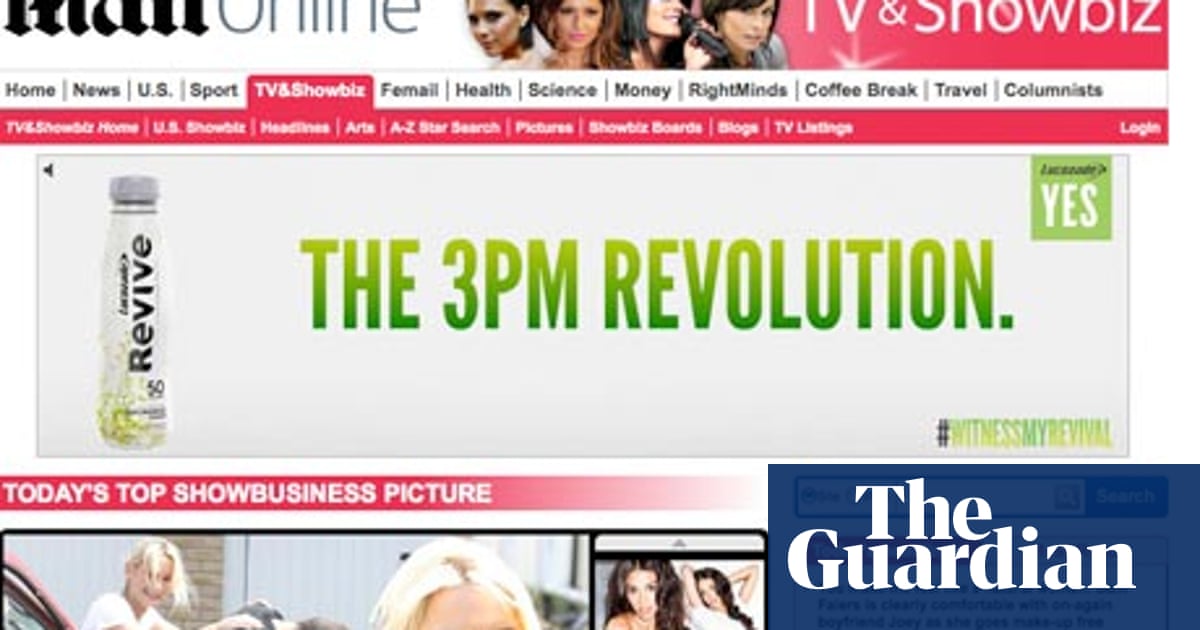 Mail Online
TV & Showbiz
Home News U.S. Sport TV&Showbiz Femail Health Science Money RightMinds Coffee Break Travel Columnists
TV&Showbiz Home U.S. Showbiz Headlines Arts A-Z Star Search Pictures Showbiz Boards Blogs TV Listings Login
Lucozade
YES
Lucozade
Revive
50
THE 3PM REVOLUTION.
#WITNESSMYREVIVAL
TODAY'S TOP SHOWBUSINESS PICTURE
Search
The
Guardian
Faiers is clearly comfortable with on-again
boyfriend Joey as she goes make-up free